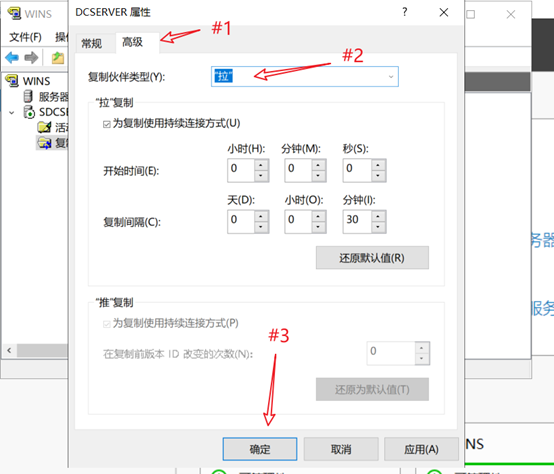 WINS
DCSERVER 属性
?
文件(F)
操作
常规
高级
#1
复制伙伴类型(Y):
"拉"
#2
WINS
服务器
SDCSER
活动
复制
"拉"复制
为复制使用持续连接方式(U)
小时(H):
分钟(M):
秒(S):
开始时间(E):
0
0
0
天(D):
小时(O):
分钟(I):
复制间隔(C):
0
0
30
还原默认值(R)
务器
服务
"推"复制
为复制使用持续连接方式(P)
#3
在复制前版本 ID 改变的次数(N):
0
还原为默认值(T)
确定
取消
应用(A)
NS